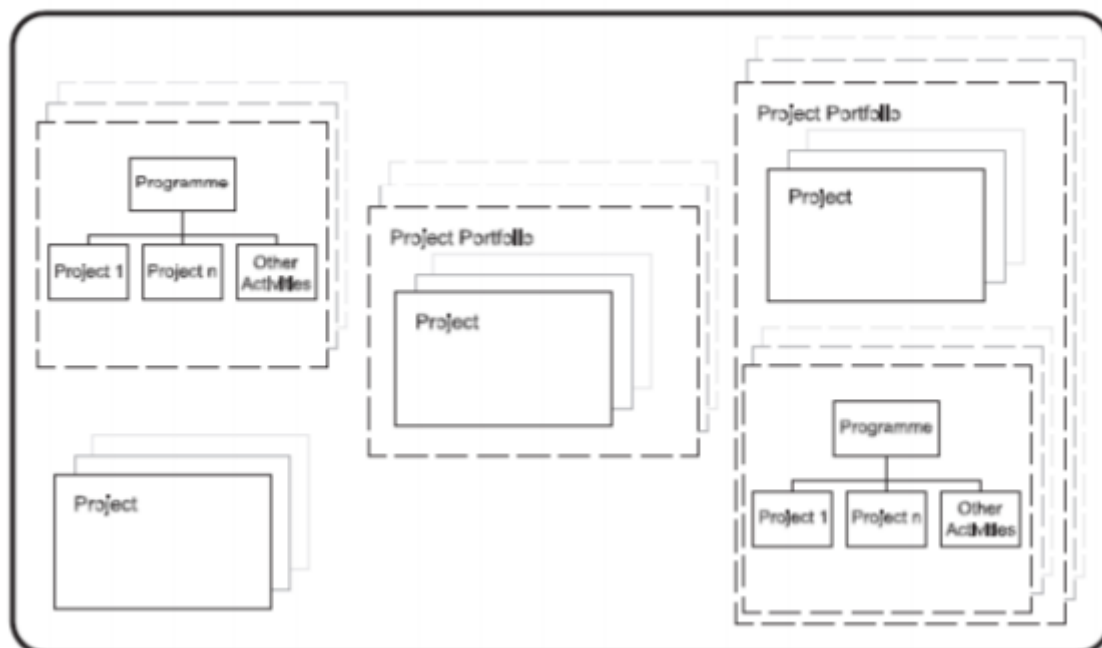 Programme
Project 1
Project n
Other
Activities
Project
Project Portfolio
Project
Project Portfolio
Project
Programme
Project 1
Project n
Other
Activities